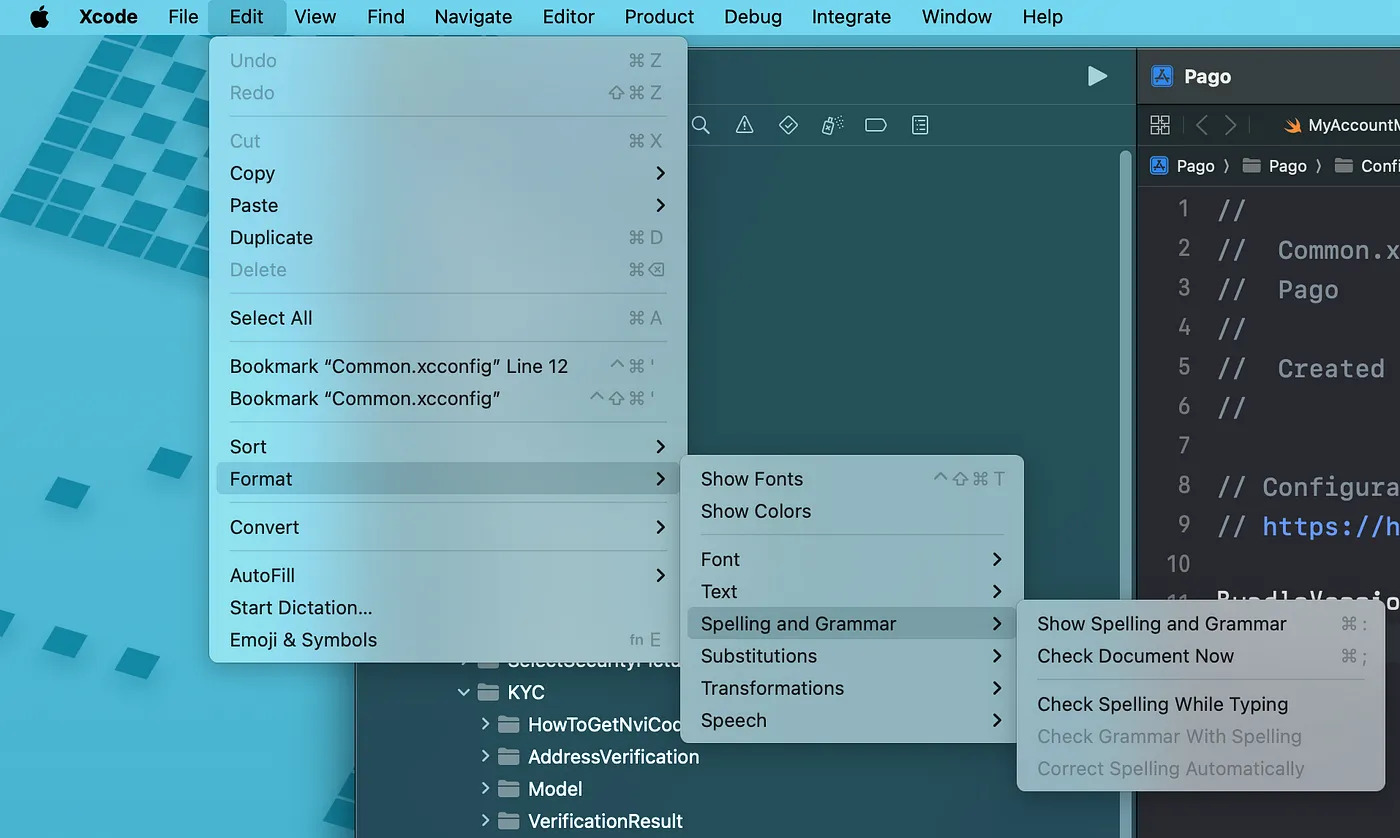 Xcode File Edit View Find Navigate Editor Product Debug Integrate Window Help
Undo ⌘ Z
Redo ⇧ ⌘ Z
Cut ⌘ X
Copy
Paste
Duplicate ⌘ D
Delete ⌘ ⌫
Select All ⌘ A
Bookmark “Common.xcconfig” Line 12 ^ ⌘ '
Bookmark “Common.xcconfig” ^ ⇧ ⌘ '
Sort
Format
Convert
AutoFill
Start Dictation...
Emoji & Symbols fn E
Show Fonts ^ ⇧ ⌘ T
Show Colors
Font
Text
Spelling and Grammar
Substitutions
Transformations
Speech
Show Spelling and Grammar ⌘ :
Check Document Now ⌘ ;
Check Spelling While Typing
Check Grammar With Spelling
Correct Spelling Automatically
KYC
HowToGetNviCod
AddressVerification
Model
VerificationResult
Pago
MyAccountM
Pago ⟩ Pago ⟩ Confi
1 //
2 // Common.x
3 // Pago
4 //
5 // Created
6 //
7
8 // Configura
9 // https://h
10